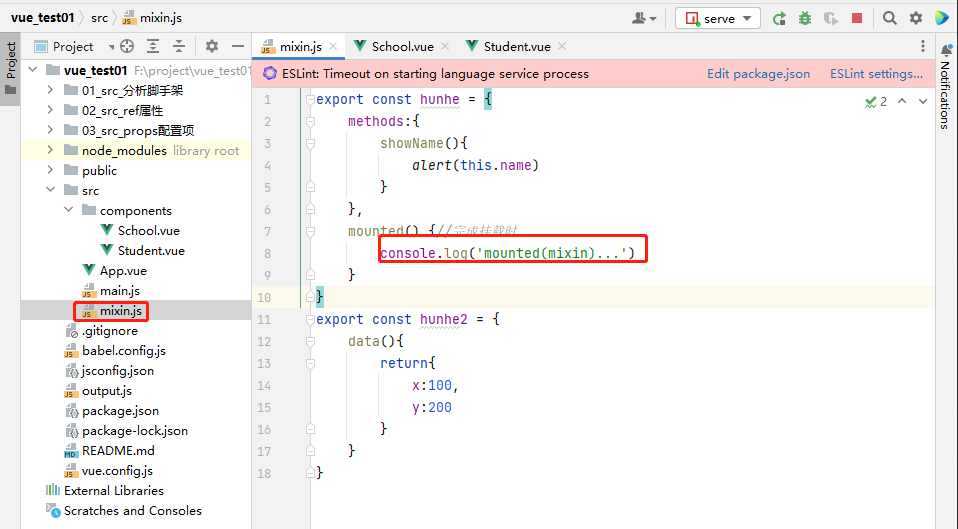 vue_test01 src mixin.js serve
Project mixin.js School.vue Student.vue
Project
Notifications
ESLint: Timeout on starting language service process Edit package.json ESLint settings...
vue_test01 F:\project\vue_test01
01_src_分析脚手架
02_src_ref属性
03_src_props配置项
node_modules library root
public
src
components
School.vue
Student.vue
App.vue
main.js
mixin.js
.gitignore
babel.config.js
jsconfig.json
output.js
package.json
package-lock.json
README.md
vue.config.js
External Libraries
Scratches and Consoles
2
1 export const hunhe = {
2 methods:{
3 showName(){
4 alert(this.name)
5 }
6 },
7 mounted() {//完成挂载时
8 console.log('mounted(mixin)...')
9 }
10 }
11 export const hunhe2 = {
12 data(){
13 return{
14 x:100,
15 y:200
16 }
17 }
18 }